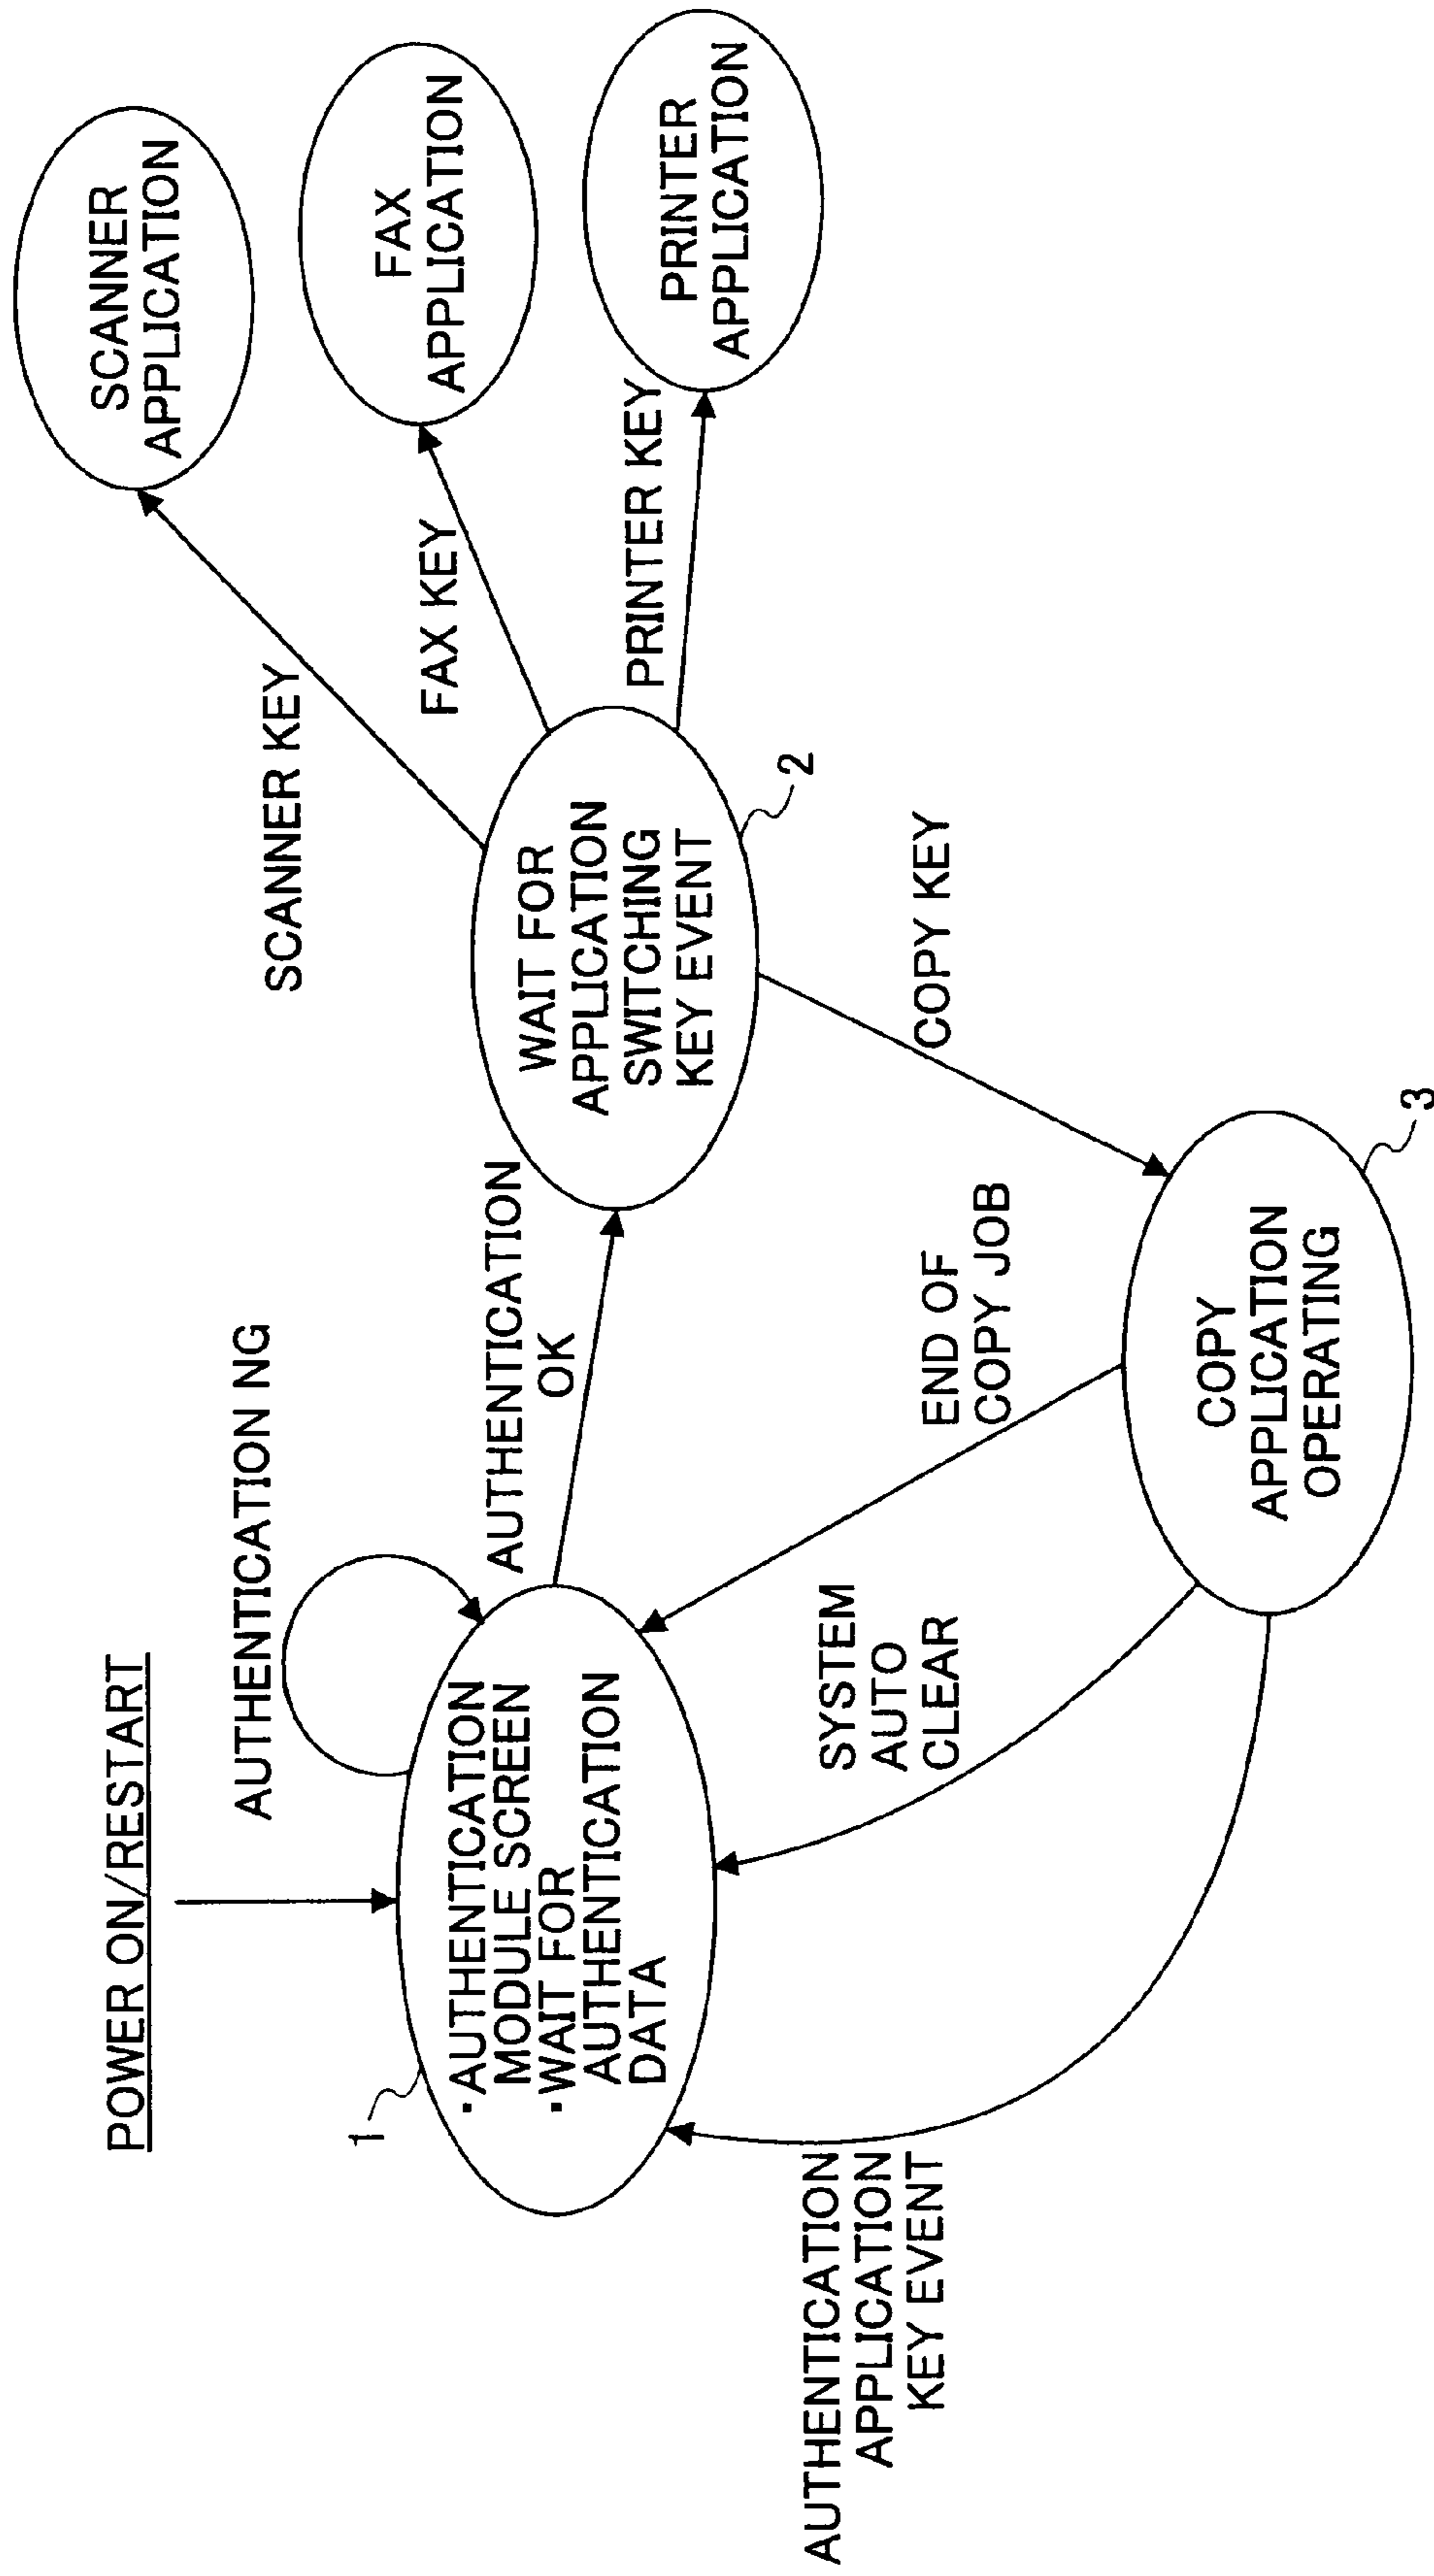 POWER ON/RESTART
AUTHENTICATION NG
1
・AUTHENTICATION
MODULE SCREEN
・WAIT FOR
AUTHENTICATION
DATA
AUTHENTICATION
OK
WAIT FOR
APPLICATION
SWITCHING
KEY EVENT
2
SCANNER KEY
SCANNER
APPLICATION
FAX KEY
FAX
APPLICATION
PRINTER KEY
PRINTER
APPLICATION
COPY KEY
END OF
COPY JOB
SYSTEM
AUTO
CLEAR
AUTHENTICATION
APPLICATION
KEY EVENT
COPY
APPLICATION
OPERATING
3